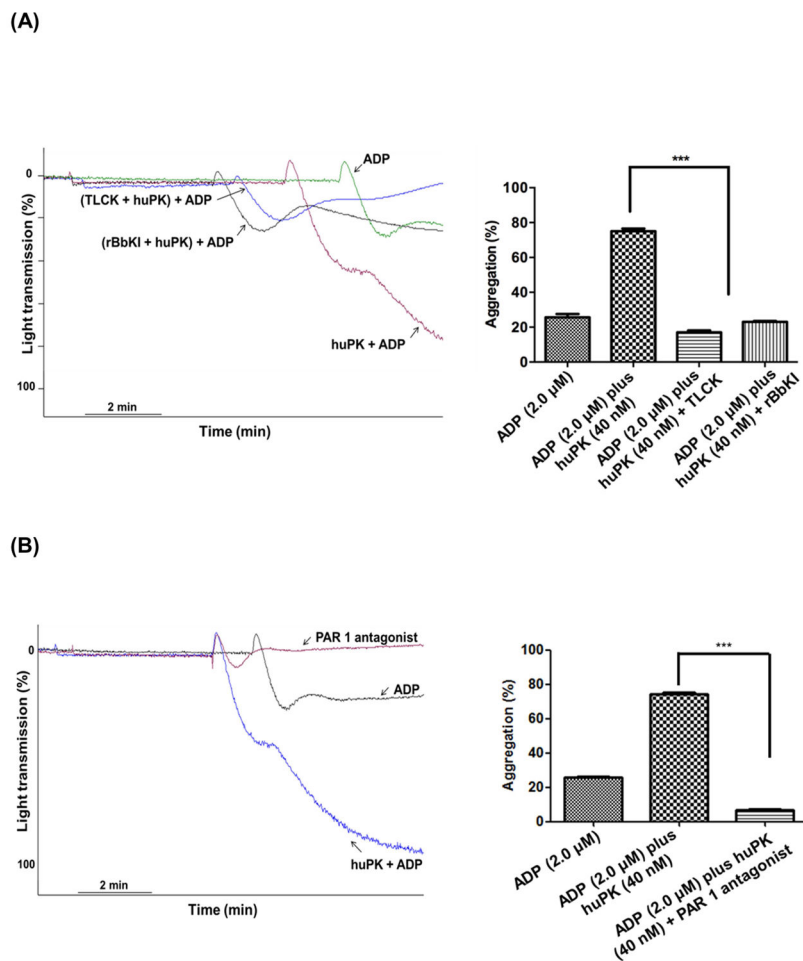 (A)
0
100
Light transmission (%)
ADP
(TLCK + huPK) + ADP
(rBbKI + huPK) + ADP
huPK + ADP
2 min
Time (min)
***
100
80
60
40
20
0
Aggregation (%)
ADP (2.0 µM)
ADP (2.0 µM) plus
huPK (40 nM)
ADP (2.0 µM) plus
huPK (40 nM) + TLCK
ADP (2.0 µM) plus
huPK (40 nM) + rBbKI
(B)
0
100
Light transmission (%)
PAR 1 antagonist
ADP
huPK + ADP
2 min
Time (min)
***
100
80
60
40
20
0
Aggregation (%)
ADP (2.0 µM)
ADP (2.0 µM) plus
huPK (40 nM)
ADP (2.0 µM) plus huPK
(40 nM) + PAR 1 antagonist